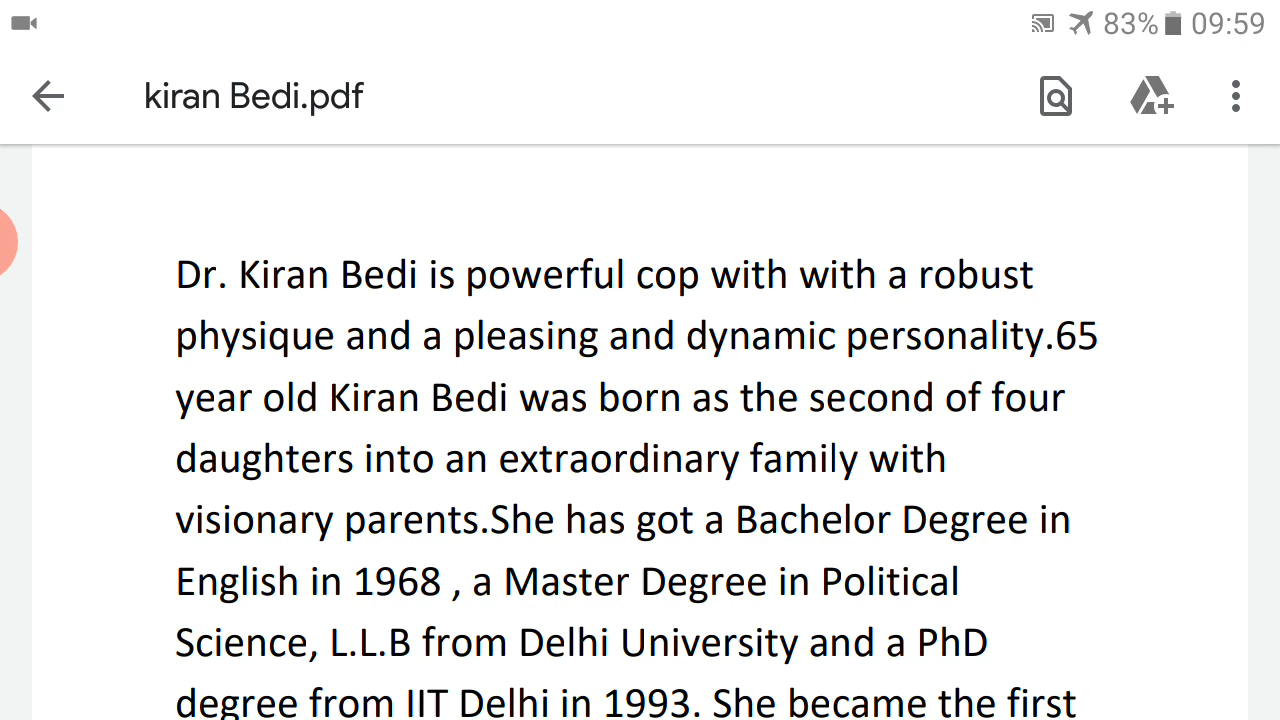 83% 09:59
kiran Bedi.pdf
Dr. Kiran Bedi is powerful cop with with a robust
physique and a pleasing and dynamic personality.65
year old Kiran Bedi was born as the second of four
daughters into an extraordinary family with
visionary parents.She has got a Bachelor Degree in
English in 1968 , a Master Degree in Political
Science, L.L.B from Delhi University and a PhD
degree from IIT Delhi in 1993. She became the first